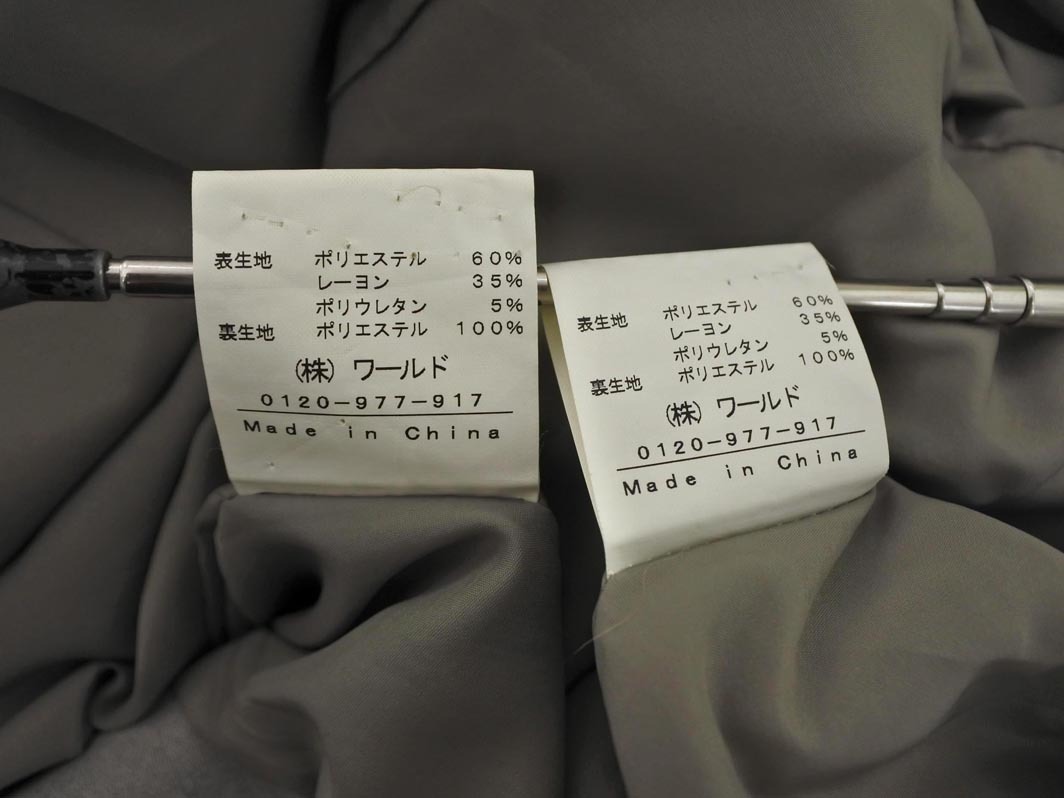 表生地 ポリエステル 60%
レーヨン 35%
ポリウレタン 5%
裏生地 ポリエステル 100%
(株) ワールド
0120-977-917
Made in China
表生地 ポリエステル 60%
レーヨン 35%
ポリウレタン 5%
裏生地 ポリエステル 100%
(株) ワールド
0120-977-917
Made in China